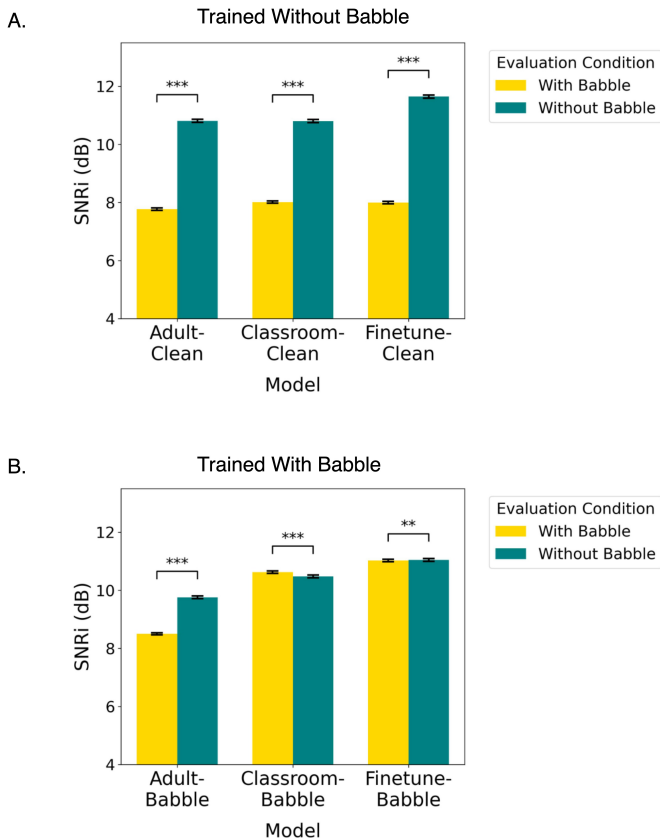 A.
Trained Without Babble
SNRi (dB)
12
10
8
6
4
***
***
***
Adult-
Clean
Classroom-
Clean
Finetune-
Clean
Model
Evaluation Condition
With Babble
Without Babble
B.
Trained With Babble
SNRi (dB)
12
10
8
6
4
***
***
**
Adult-
Babble
Classroom-
Babble
Finetune-
Babble
Model
Evaluation Condition
With Babble
Without Babble